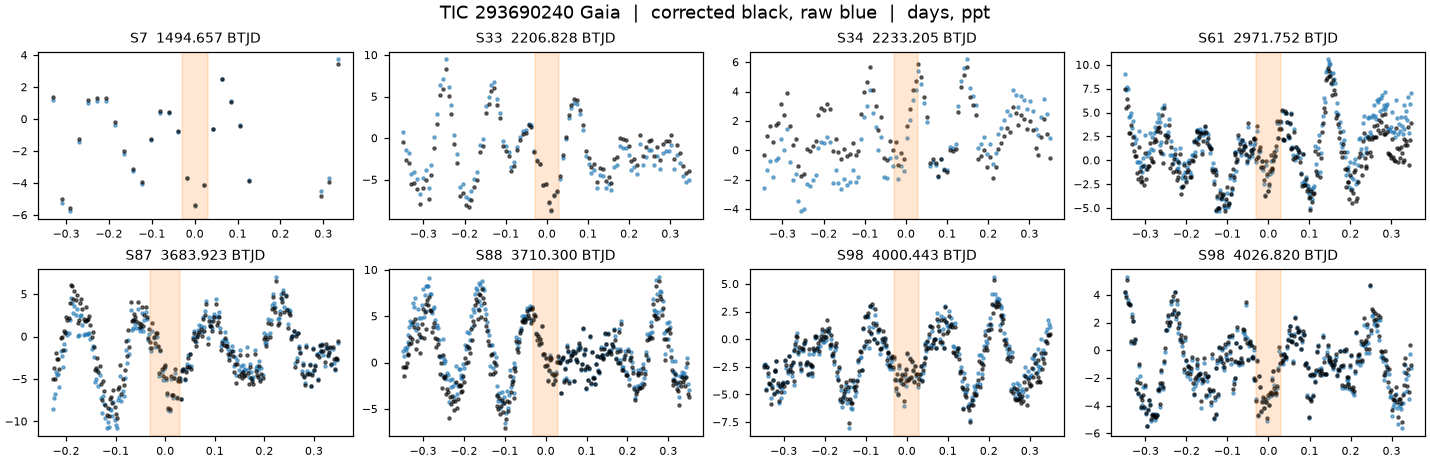 TIC 293690240 Gaia | corrected black, raw blue | days, ppt
S7 1494.657 BTJD
S33 2206.828 BTJD
S34 2233.205 BTJD
S61 2971.752 BTJD
4
2
0
−2
−4
−6
−0.3 −0.2 −0.1 0.0 0.1 0.2 0.3
10
5
0
−5
−0.3 −0.2 −0.1 0.0 0.1 0.2 0.3
6
4
2
0
−2
−4
−0.3 −0.2 −0.1 0.0 0.1 0.2 0.3
10.0
7.5
5.0
2.5
0.0
−2.5
−5.0
−0.3 −0.2 −0.1 0.0 0.1 0.2 0.3
S87 3683.923 BTJD
S88 3710.300 BTJD
S98 4000.443 BTJD
S98 4026.820 BTJD
5
0
−5
−10
−0.2 −0.1 0.0 0.1 0.2 0.3
10
5
0
−5
−0.3 −0.2 −0.1 0.0 0.1 0.2 0.3
5.0
2.5
0.0
−2.5
−5.0
−7.5
−0.3 −0.2 −0.1 0.0 0.1 0.2 0.3
4
2
0
−2
−4
−6
−0.3 −0.2 −0.1 0.0 0.1 0.2 0.3